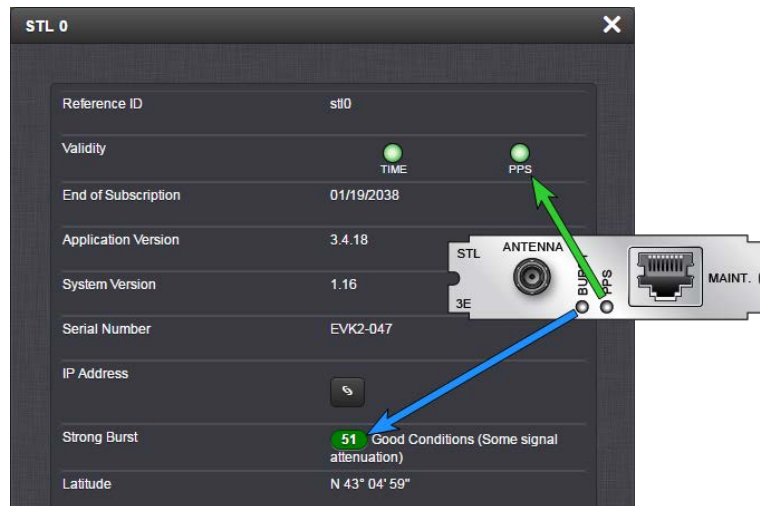 STL 0
Reference ID stl0
Validity
TIME PPS
End of Subscription 01/19/2038
Application Version 3.4.18
System Version 1.16
Serial Number EVK2-047
IP Address
Strong Burst 51 Good Conditions (Some signal
attenuation)
Latitude N 43° 04' 59"
STL
ANTENNA
PPS
MAINT. (
3E